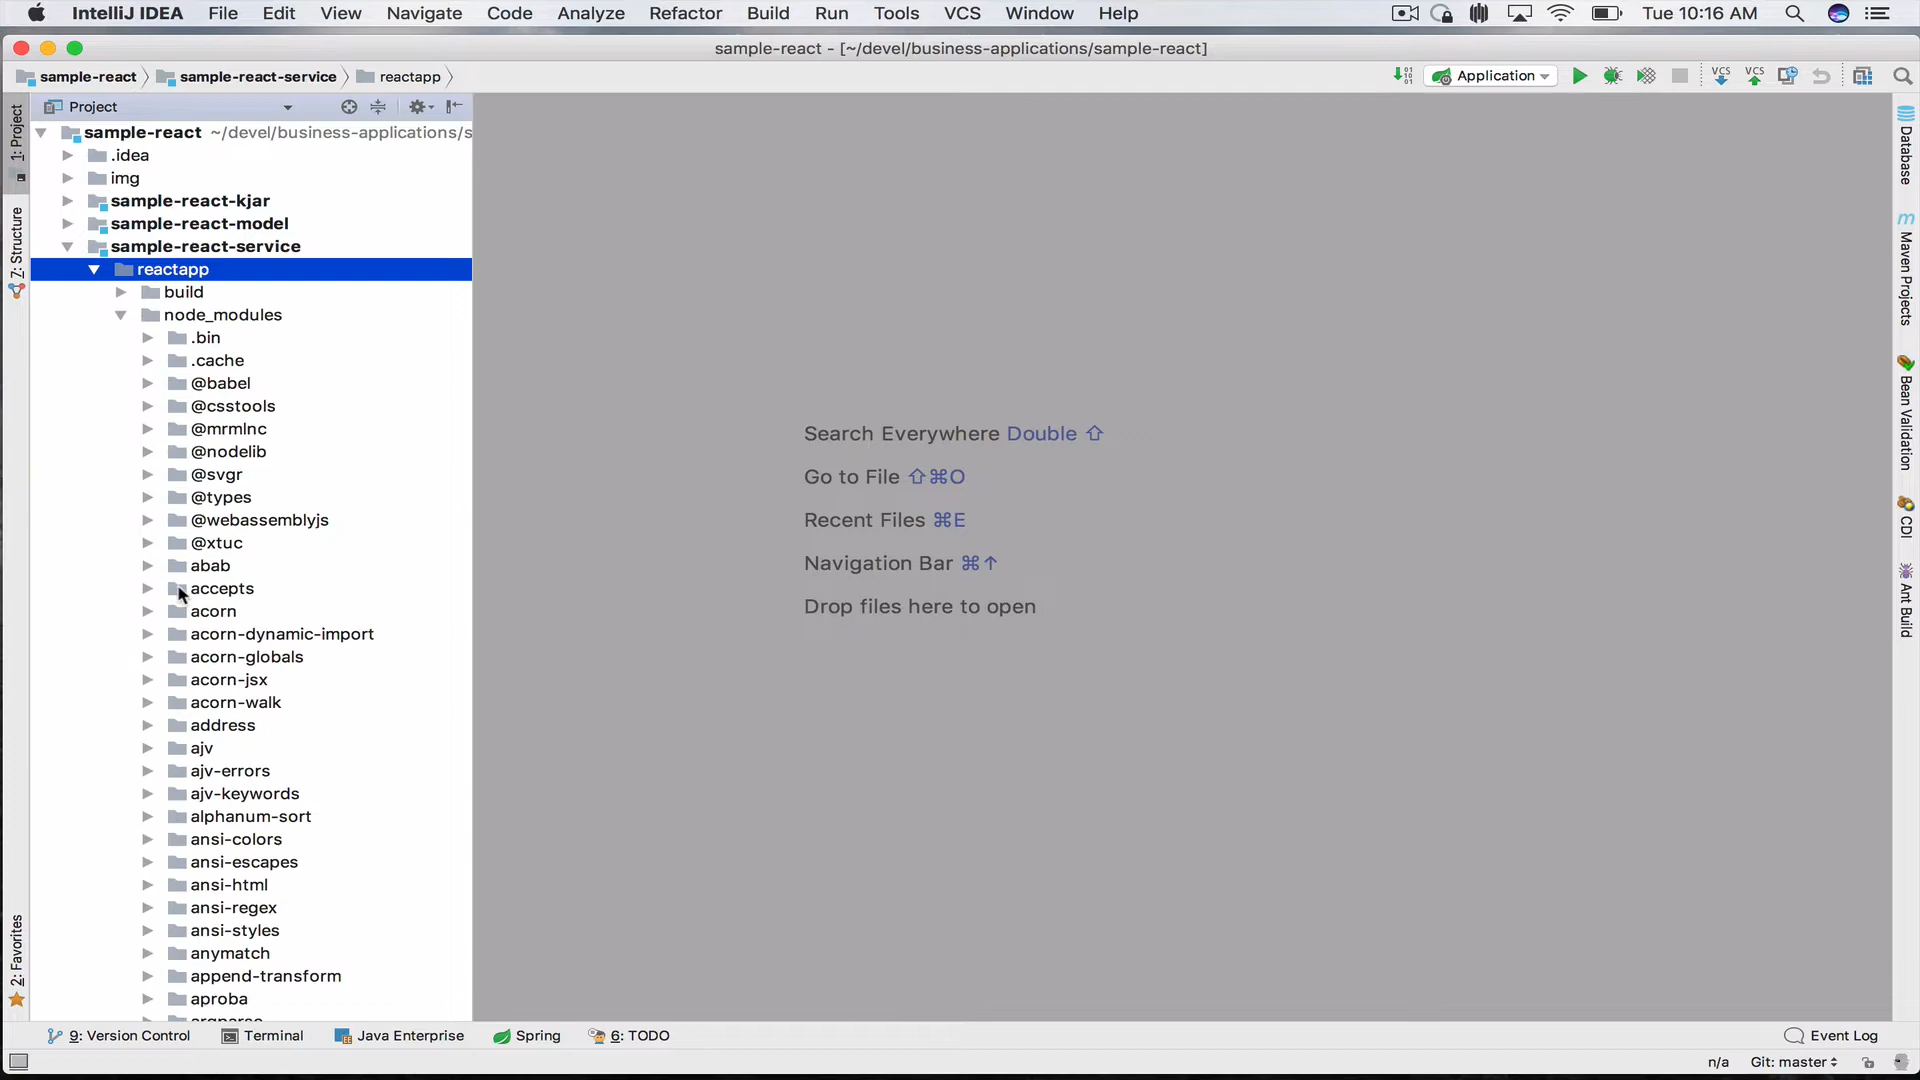 IntelliJ IDEA File Edit View Navigate Code Analyze Refactor Build Run Tools VCS Window Help Tue 10:16 AM
sample-react - [~/devel/business-applications/sample-react]
sample-react sample-react-service reactapp Application VCS VCS
Project
sample-react ~/devel/business-applications/s
.idea
img
sample-react-kjar
sample-react-model
sample-react-service
reactapp
build
node_modules
.bin
.cache
@babel
@csstools
@mrmlnc
@nodelib
@svgr
@types
@webassemblyjs
@xtuc
abab
accepts
acorn
acorn-dynamic-import
acorn-globals
acorn-jsx
acorn-walk
address
ajv
ajv-errors
ajv-keywords
alphanum-sort
ansi-colors
ansi-escapes
ansi-html
ansi-regex
ansi-styles
anymatch
append-transform
aproba
argparse
1: Project
7: Structure
2: Favorites
Search Everywhere Double ⇧
Go to File ⇧⌘O
Recent Files ⌘E
Navigation Bar ⌘↑
Drop files here to open
Database
m Maven Projects
Bean Validation
CDI
Ant Build
9: Version Control Terminal Java Enterprise Spring 6: TODO Event Log
n/a Git: master